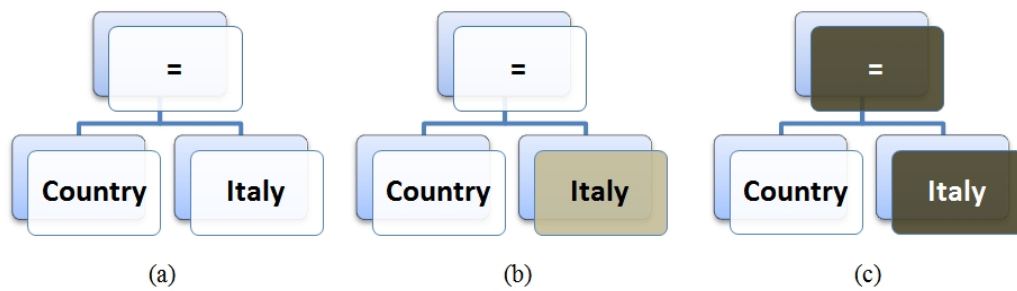 = = =
Country Italy Country Italy Country Italy
(a) (b) (c)